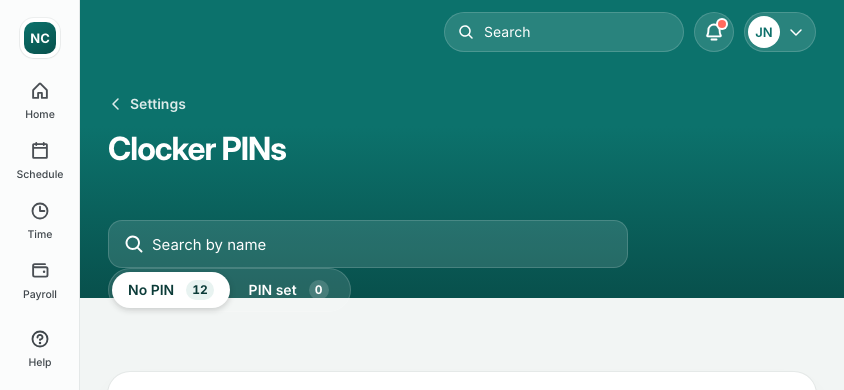 NC
Search
JN
Home
Schedule
Time
Payroll
Help
Settings
Clocker PINs
Search by name
No PIN 12 PIN set 0